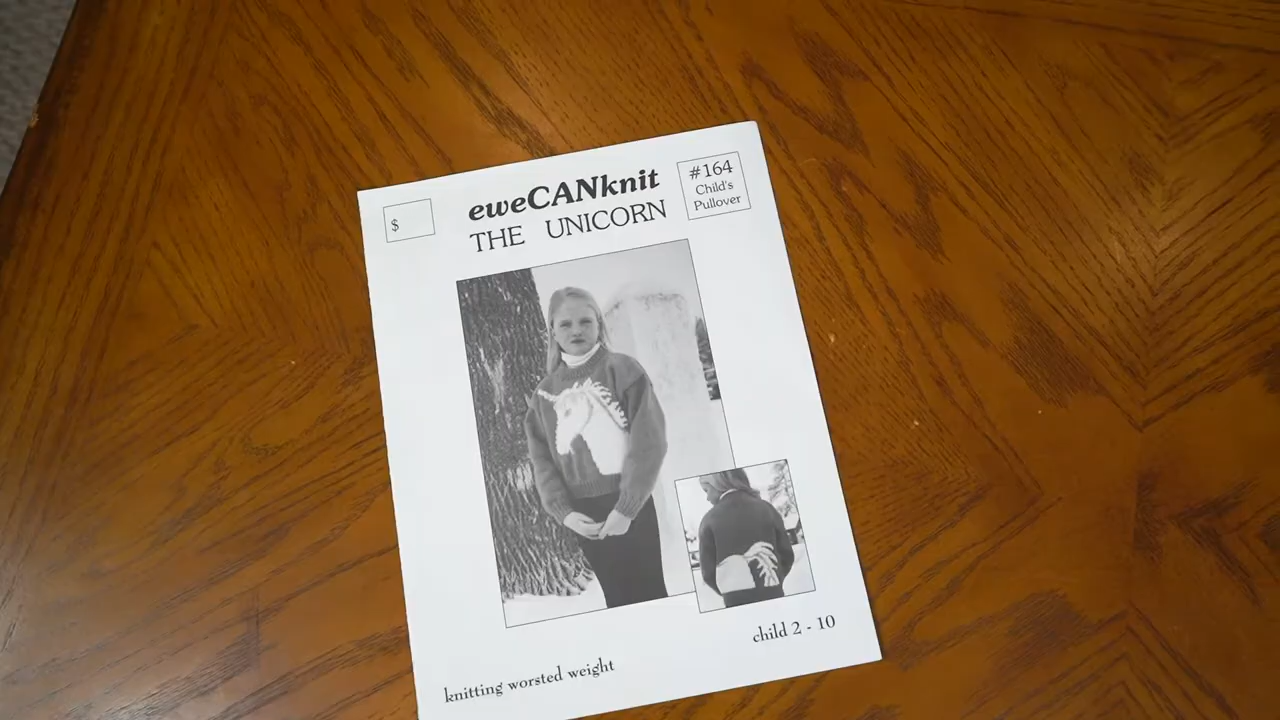 $
eweCANknit
THE UNICORN
#164
Child's
Pullover
child 2 - 10
knitting worsted weight